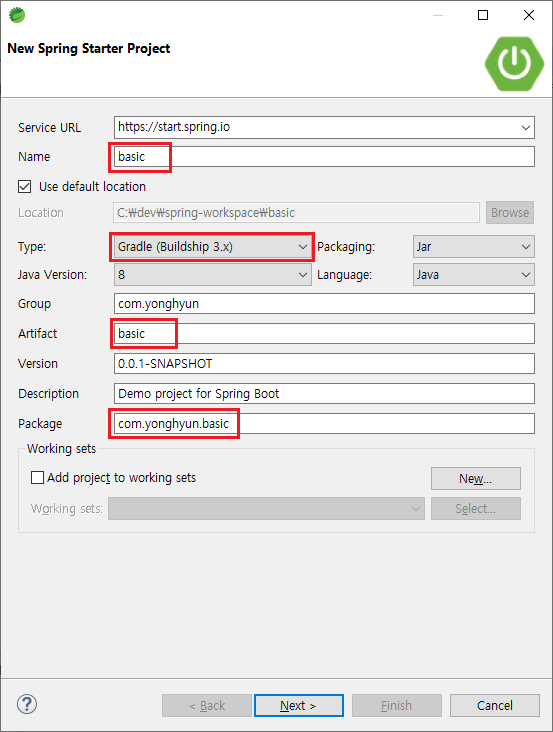 New Spring Starter Project
Service URL https://start.spring.io
Name basic
Use default location
Location C:₩dev₩spring-workspace₩basic Browse
Type: Gradle (Buildship 3.x) Packaging: Jar
Java Version: 8 Language: Java
Group com.yonghyun
Artifact basic
Version 0.0.1-SNAPSHOT
Description Demo project for Spring Boot
Package com.yonghyun.basic
Working sets
Add project to working sets New...
Working sets: Select...
? < Back Next > Finish Cancel